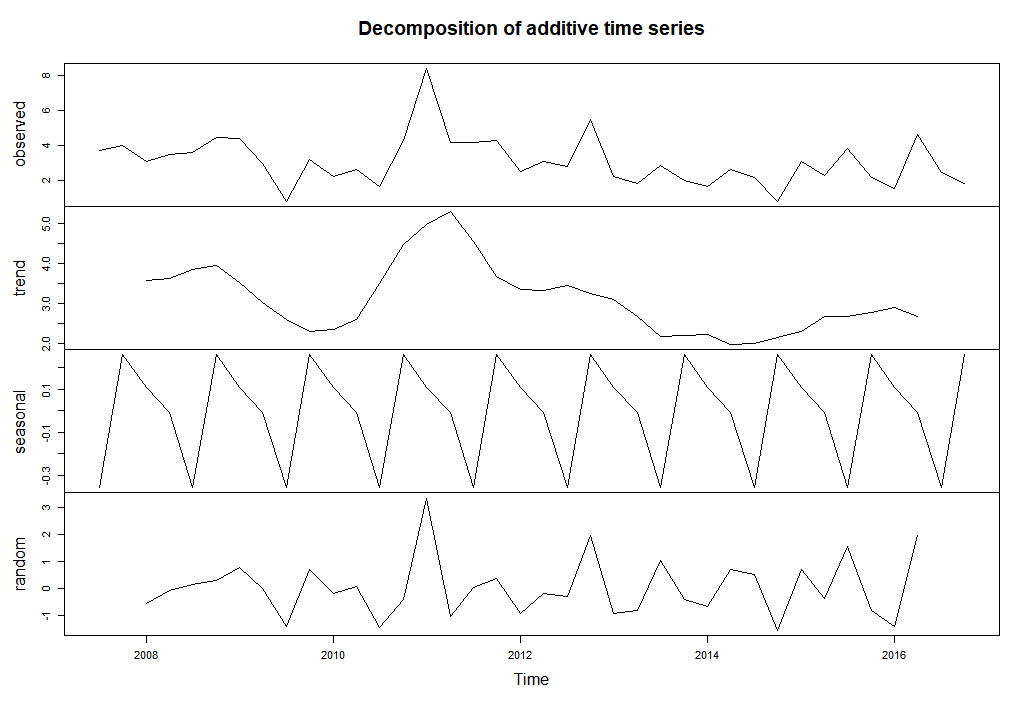 Decomposition of additive time series
observed
2 4 6 8
trend
2.0 3.0 4.0 5.0
seasonal
-0.3 -0.1 0.1
random
-1 0 1 2 3
2008 2010 2012 2014 2016
Time